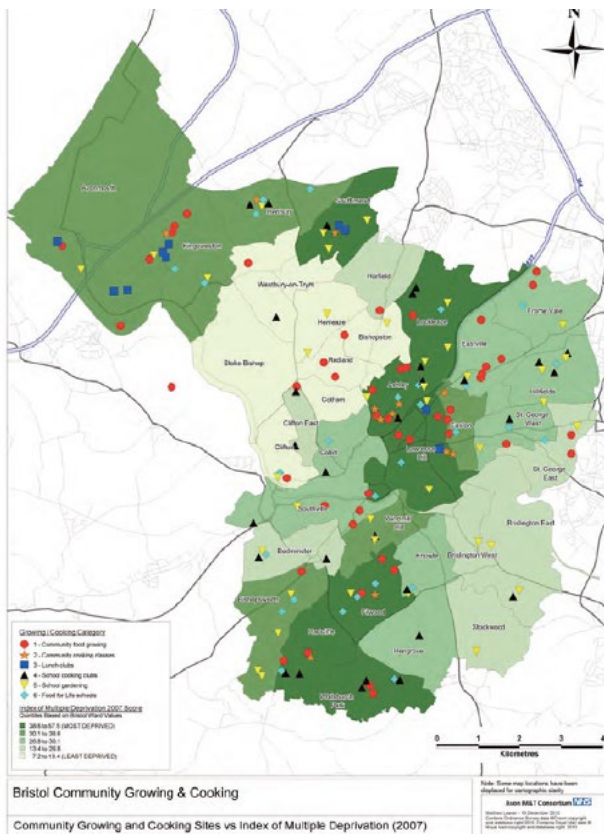 N
Avonmouth
Kingsweston
Henbury
Southmead
Westbury-on-Trym
Horfield
Henleaze
Bishopston
Lockleaze
Frome Vale
Eastville
Stoke Bishop
Redland
Cotham
Ashley
Hillfields
St. George
West
Clifton East
Clifton
Cabot
Easton
Lawrence
Hill
St. George
East
Southville
Windmill
Hill
Brislington East
Bedminster
Knowle
Brislington West
Bishopsworth
Filwood
Stockwood
Hartcliffe
Hengrove
Whitchurch
Park
Growing / Cooking Category
1 - Community food growing
2 - Community cooking classes
3 - Lunch clubs
4 - School cooking clubs
5 - School gardening
6 - Food for Life schools
Index of Multiple Deprivation 2007 Score
Quintiles Based on Bristol Ward Values
(MOST DEPRIVED)
(LEAST DEPRIVED)
0 1 2 3 4
Kilometres
Bristol Community Growing & Cooking
Community Growing and Cooking Sites vs Index of Multiple Deprivation (2007)
Note: Some map locations have been
displaced for cartographic clarity
Avon IM&T Consortium NHS